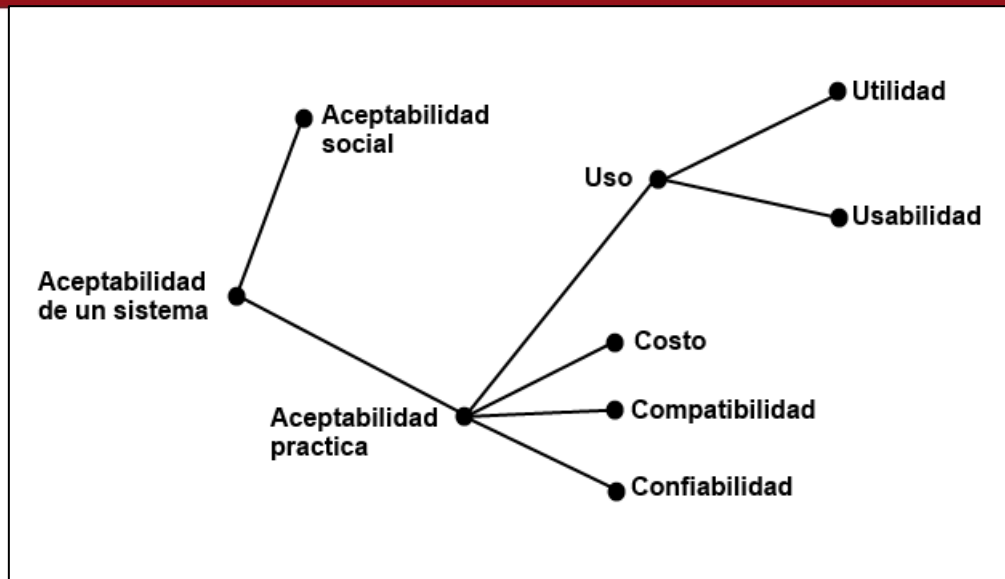 Utilidad
Aceptabilidad
social
Uso
Usabilidad
Aceptabilidad
de un sistema
Costo
Aceptabilidad
practica
Compatibilidad
Confiabilidad